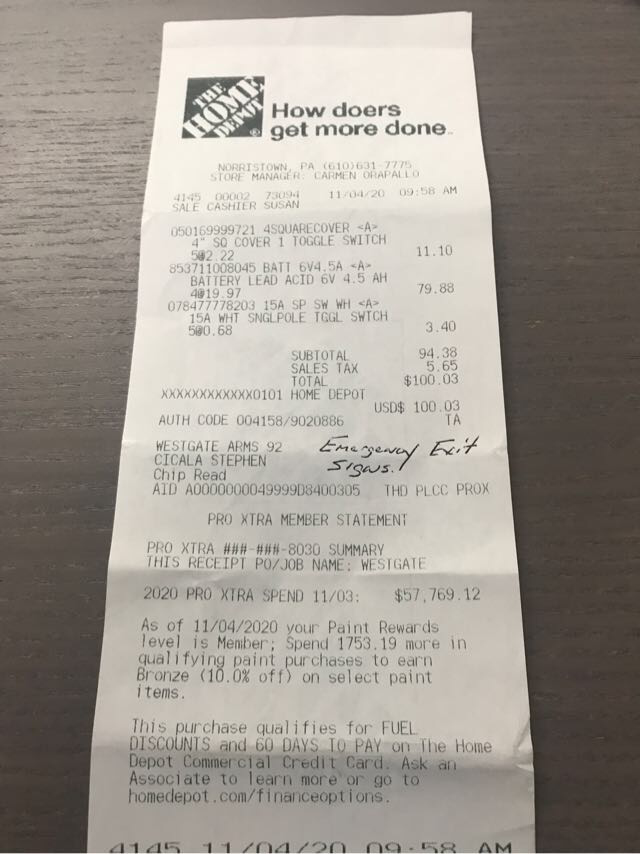 THE
HOME
DEPOT
How doers
get more done
NORRISTOWN, PA (610)631-7775
STORE MANAGER: CARMEN ORAPALLO
4145 00002 73094 11/04/20 09:58 AM
SALE CASHIER SUSAN
050169999721 4SQUARECOVER <A>
4" SQ COVER 1 TOGGLE SWITCH
5@2.22 11.10
853711008045 BATT 6V4.5A <A>
BATTERY LEAD ACID 6V 4.5 AH
4@19.97 79.88
078477778203 15A SP SW WH <A>
15A WHT SNGLPOLE TGGL SWTCH
5@0.68 3.40
SUBTOTAL 94.38
SALES TAX 5.65
TOTAL $100.03
XXXXXXXXXXXX0101 HOME DEPOT
USD$ 100.03
AUTH CODE 004158/9020886 TA
WESTGATE ARMS 92 Emergency Exit
CICALA STEPHEN Signs.
Chip Read
AID A0000000049999D8400305 THD PLCC PROX
PRO XTRA MEMBER STATEMENT
PRO XTRA ###-###-8030 SUMMARY
THIS RECEIPT PO/JOB NAME: WESTGATE
2020 PRO XTRA SPEND 11/03: $57,769.12
As of 11/04/2020 your Paint Rewards
level is Member; Spend 1753.19 more in
qualifying paint purchases to earn
Bronze (10.0% off) on select paint
items.
This purchase qualifies for FUEL
DISCOUNTS and 60 DAYS TO PAY on The Home
Depot Commercial Credit Card. Ask an
Associate to learn more or go to
homedepot.com/financeoptions.
4145 11/04/20 09:58 AM